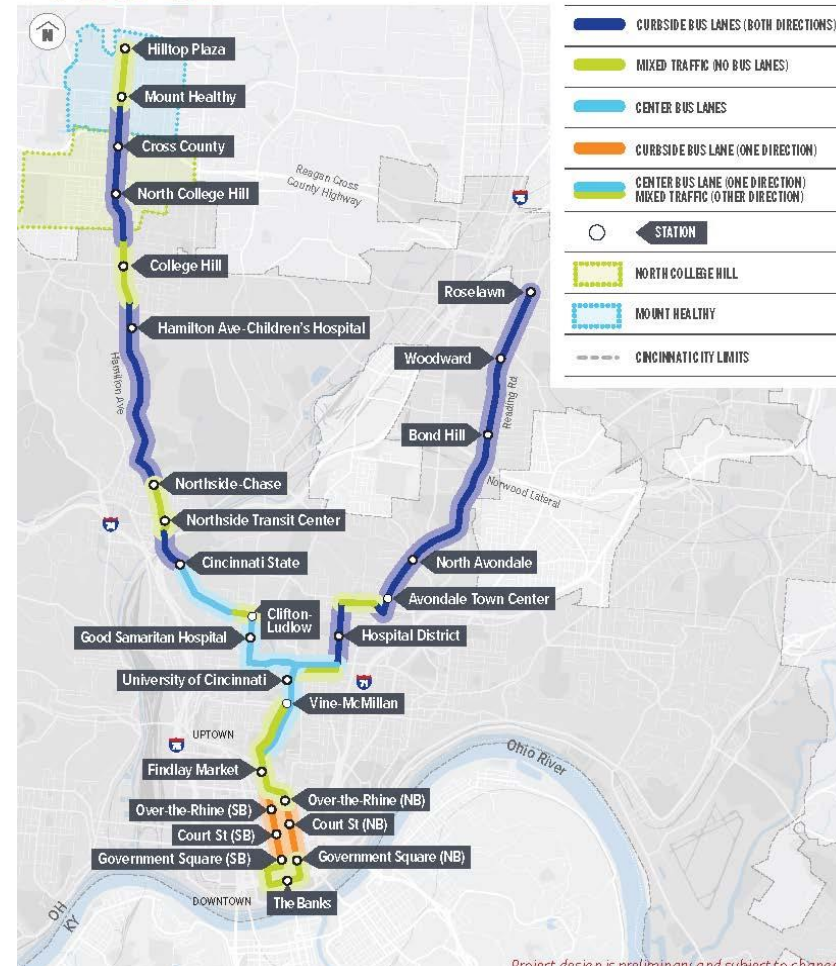 N
Hilltop Plaza
Mount Healthy
Cross County
North College Hill
College Hill
Hamilton Ave-Children's Hospital
Reagan Cross
County Highway
71
Roselawn
Woodward
Bond Hill
Hamilton Ave
Reading Rd
Norwood Lateral
Northside-Chase
Northside Transit Center
74
Cincinnati State
North Avondale
Avondale Town Center
Clifton-
Ludlow
Good Samaritan Hospital
Hospital District
University of Cincinnati
71
Vine-McMillan
UPTOWN
75
Findlay Market
Ohio River
Over-the-Rhine (NB)
Over-the-Rhine (SB)
Court St (NB)
Court St (SB)
Government Square (SB)
Government Square (NB)
The Banks
DOWNTOWN
OH
KY
CURBSIDE BUS LANES (BOTH DIRECTIONS)
MIXED TRAFFIC (NO BUS LANES)
CENTER BUS LANES
CURBSIDE BUS LANE (ONE DIRECTION)
CENTER BUS LANE (ONE DIRECTION)
MIXED TRAFFIC (OTHER DIRECTION)
STATION
NORTH COLLEGE HILL
MOUNT HEALTHY
CINCINNATI CITY LIMITS
Project design is preliminary and subject to change